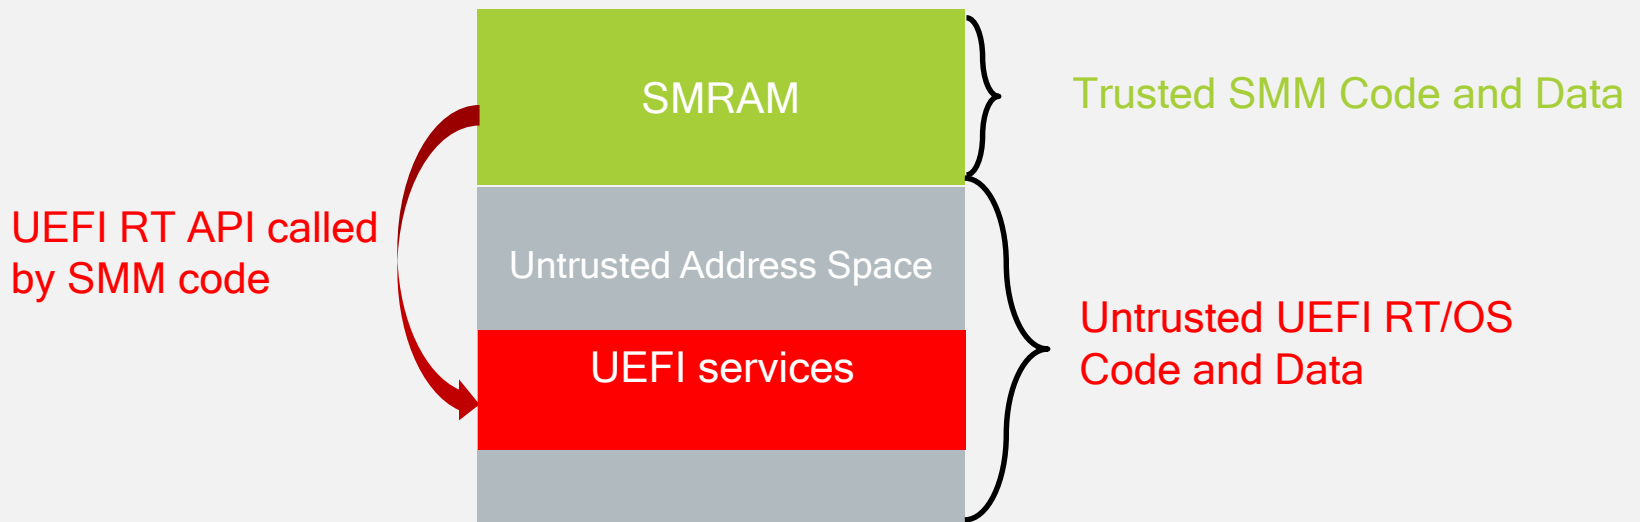 SMRAM
Trusted SMM Code and Data
UEFI RT API called
by SMM code
Untrusted Address Space
UEFI services
Untrusted UEFI RT/OS
Code and Data